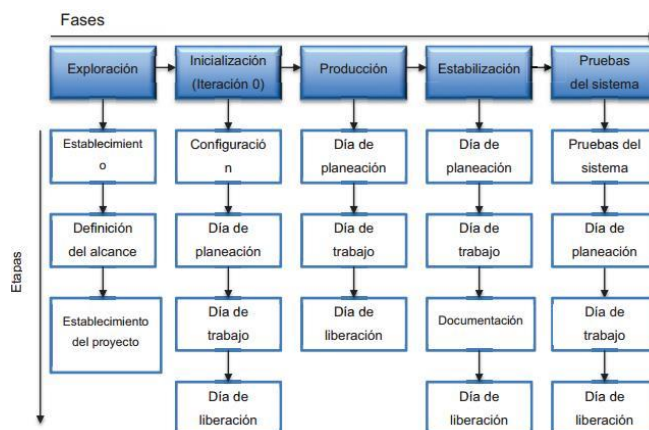 Fases
Exploración
Inicialización
(Iteración 0)
Producción
Estabilización
Pruebas
del sistema
Etapas
Establecimient
o
Configuració
n
Día de
planeación
Día de
planeación
Pruebas del
sistema
Definición
del alcance
Día de
planeación
Día de
trabajo
Día de
trabajo
Día de
planeación
Establecimiento
del proyecto
Día de
trabajo
Día de
liberación
Documentación
Día de
trabajo
Día de
liberación
Día de
liberación
Día de
liberación